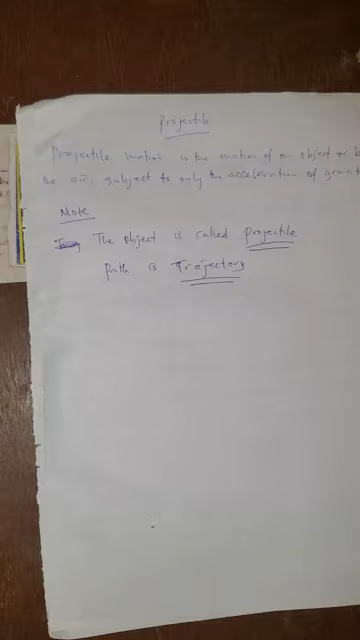 Projectile
Projectile motion is the motion of an object or b
the air, subject to only the acceleration of gravit
Note
The object is called projectile
path is Trajectory